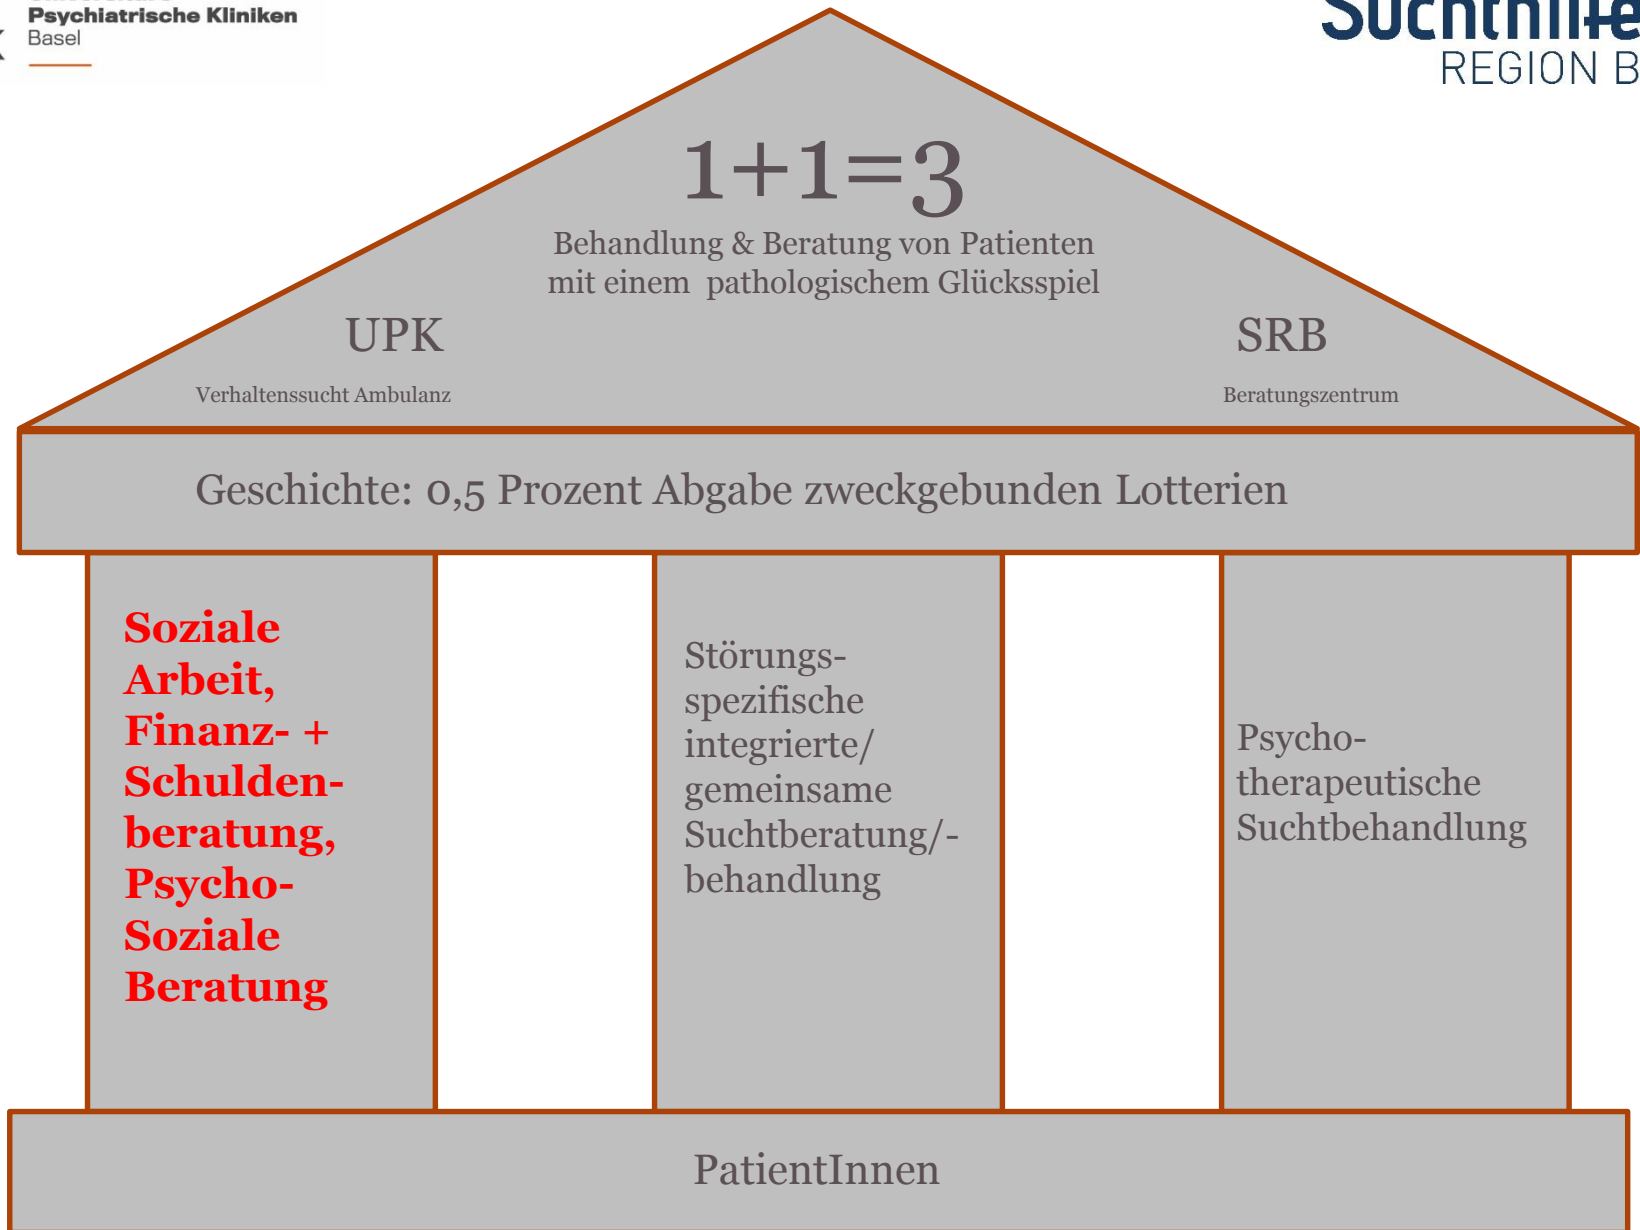 Psychiatrische Kliniken
Basel
REGION B
1+1=3
Behandlung & Beratung von Patienten
mit einem pathologischem Glücksspiel
UPK
SRB
Verhaltenssucht Ambulanz
Beratungszentrum
Geschichte: 0,5 Prozent Abgabe zweckgebunden Lotterien
Soziale
Arbeit,
Finanz- +
Schulden-
beratung,
Psycho-
Soziale
Beratung
Störungs-
spezifische
integrierte/
gemeinsame
Suchtberatung/-
behandlung
Psycho-
therapeutische
Suchtbehandlung
PatientInnen